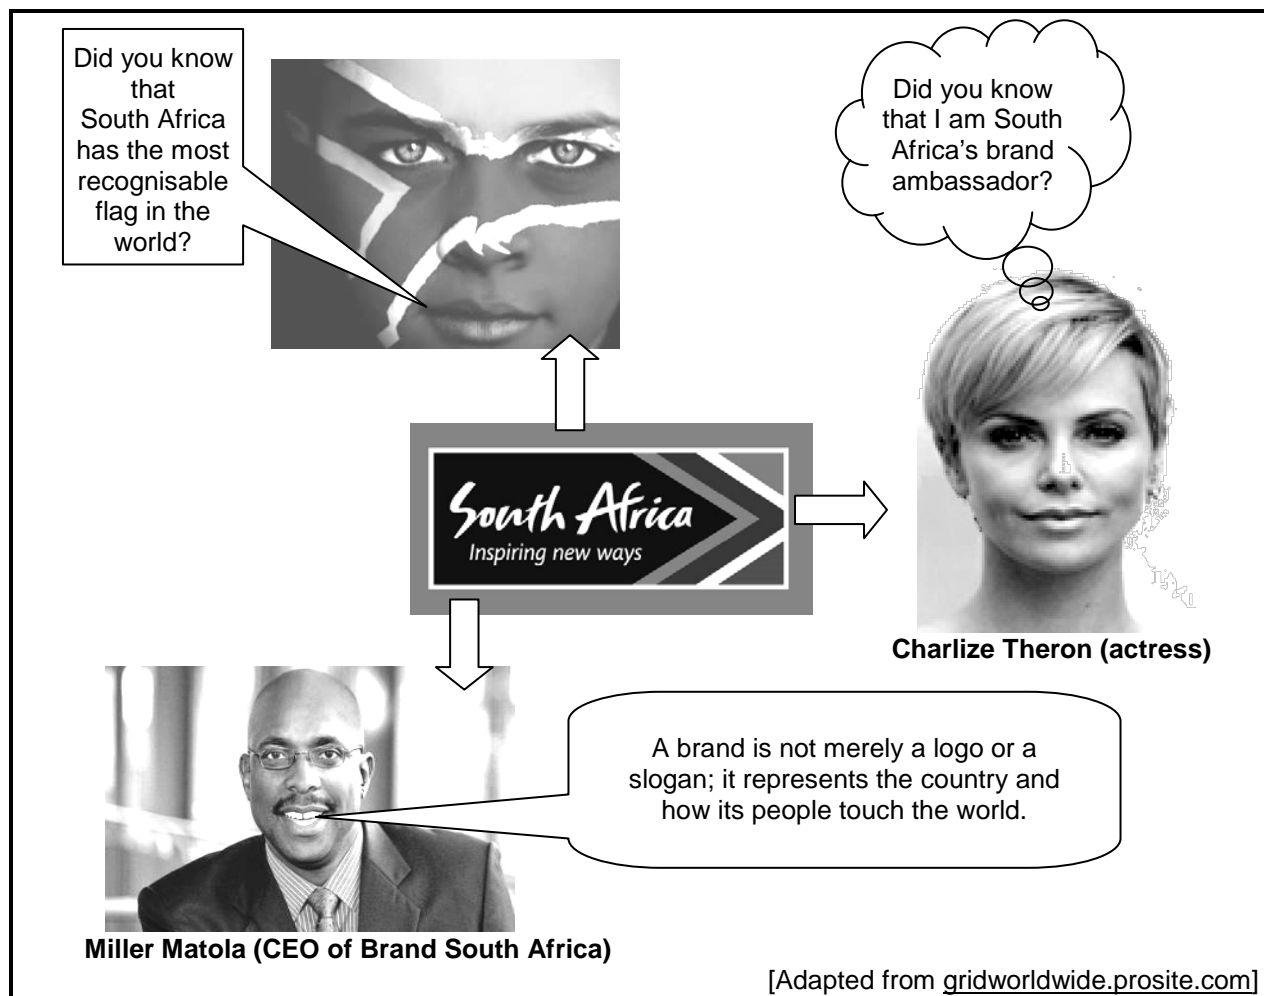 Did you know
that
South Africa
has the most
recognisable
flag in the
world?
Did you know
that I am South
Africa's brand
ambassador?
South Africa
Inspiring new ways
Charlize Theron (actress)
A brand is not merely a logo or a
slogan; it represents the country and
how its people touch the world.
Miller Matola (CEO of Brand South Africa)
[Adapted from gridworldwide.prosite.com]